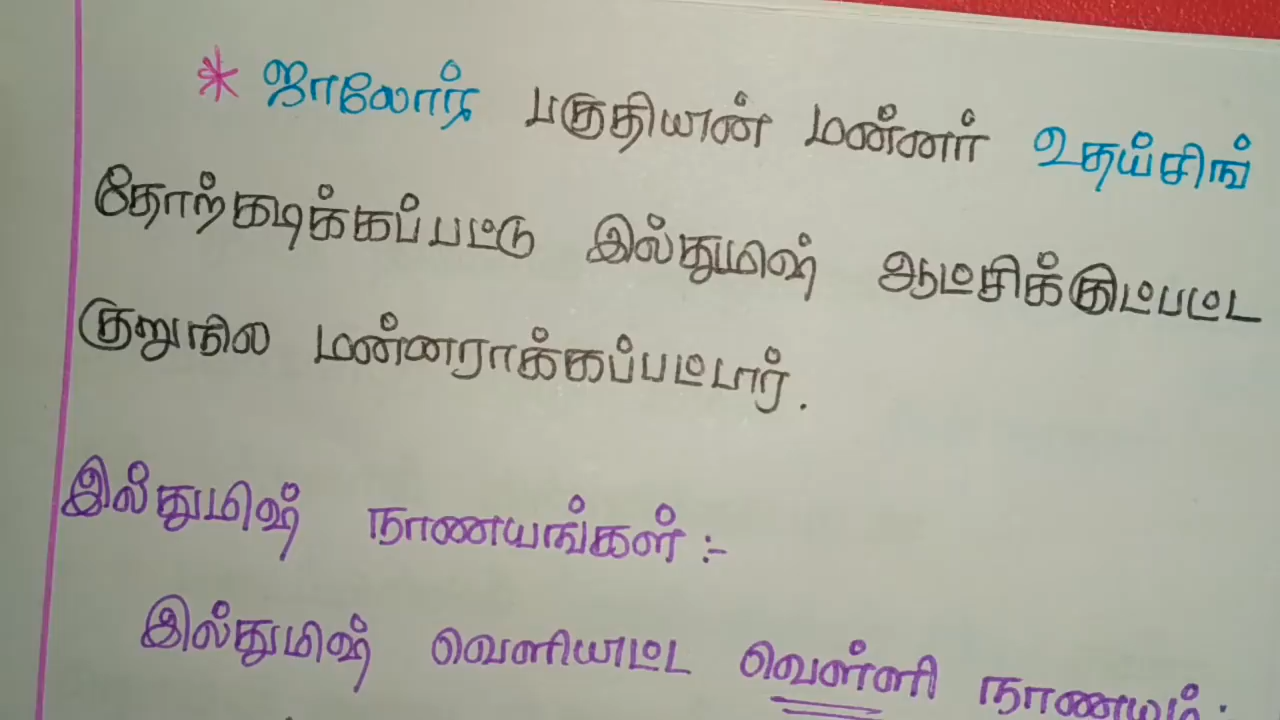 * ஜாலோர் பகுதியின் மன்னர் உதய்சிங்
தோற்கடிக்கப்பட்டு இல்துமிஷ் ஆட்சிக்குட்பட்ட
குறுநில மன்னராக்கப்பட்டார்.
இல்துமிஷ் நாணயங்கள் :-
இல்துமிஷ் வெளியிட்ட வெள்ளி நாணயம் :